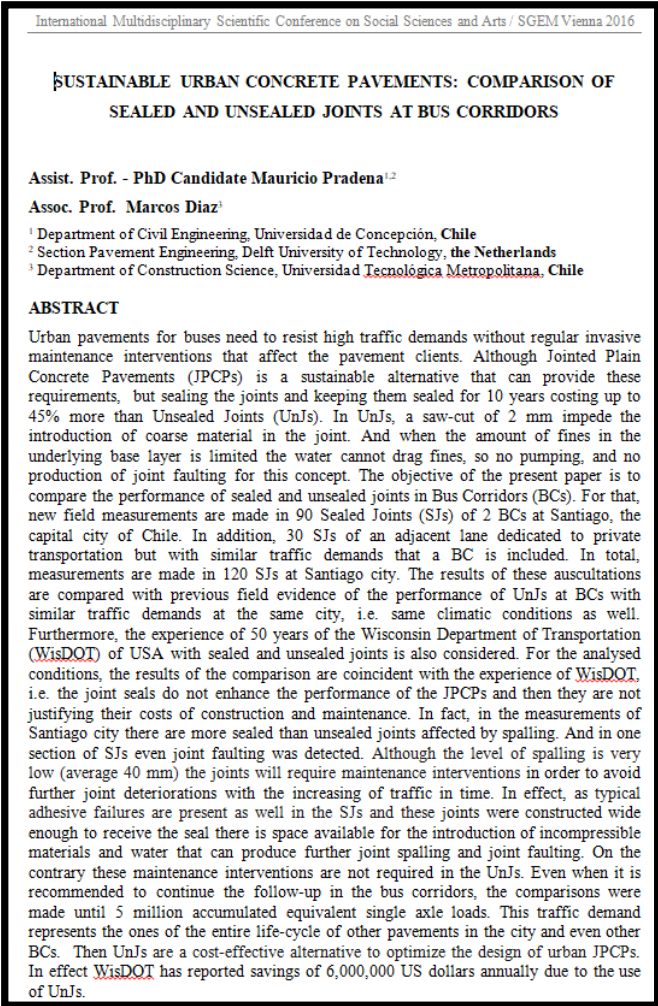 International Multidisciplinary Scientific Conference on Social Sciences and Arts / SGEM Vienna 2016
SUSTAINABLE URBAN CONCRETE PAVEMENTS: COMPARISON OF
SEALED AND UNSEALED JOINTS AT BUS CORRIDORS
Assist. Prof. - PhD Candidate Mauricio Pradena1,2
Assoc. Prof. Marcos Diaz3
1 Department of Civil Engineering, Universidad de Concepción, Chile
2 Section Pavement Engineering, Delft University of Technology, the Netherlands
3 Department of Construction Science, Universidad Tecnológica Metropolitana, Chile
ABSTRACT
Urban pavements for buses need to resist high traffic demands without regular invasive
maintenance interventions that affect the pavement clients. Although Jointed Plain
Concrete Pavements (JPCPs) is a sustainable alternative that can provide these
requirements, but sealing the joints and keeping them sealed for 10 years costing up to
45% more than Unsealed Joints (UnJs). In UnJs, a saw-cut of 2 mm impede the
introduction of coarse material in the joint. And when the amount of fines in the
underlying base layer is limited the water cannot drag fines, so no pumping, and no
production of joint faulting for this concept. The objective of the present paper is to
compare the performance of sealed and unsealed joints in Bus Corridors (BCs). For that,
new field measurements are made in 90 Sealed Joints (SJs) of 2 BCs at Santiago, the
capital city of Chile. In addition, 30 SJs of an adjacent lane dedicated to private
transportation but with similar traffic demands that a BC is included. In total,
measurements are made in 120 SJs at Santiago city. The results of these auscultations
are compared with previous field evidence of the performance of UnJs at BCs with
similar traffic demands at the same city, i.e. same climatic conditions as well.
Furthermore, the experience of 50 years of the Wisconsin Department of Transportation
(WisDOT) of USA with sealed and unsealed joints is also considered. For the analysed
conditions, the results of the comparison are coincident with the experience of WisDOT,
i.e. the joint seals do not enhance the performance of the JPCPs and then they are not
justifying their costs of construction and maintenance. In fact, in the measurements of
Santiago city there are more sealed than unsealed joints affected by spalling. And in one
section of SJs even joint faulting was detected. Although the level of spalling is very
low (average 40 mm) the joints will require maintenance interventions in order to avoid
further joint deteriorations with the increasing of traffic in time. In effect, as typical
adhesive failures are present as well in the SJs and these joints were constructed wide
enough to receive the seal there is space available for the introduction of incompressible
materials and water that can produce further joint spalling and joint faulting. On the
contrary these maintenance interventions are not required in the UnJs. Even when it is
recommended to continue the follow-up in the bus corridors, the comparisons were
made until 5 million accumulated equivalent single axle loads. This traffic demand
represents the ones of the entire life-cycle of other pavements in the city and even other
BCs. Then UnJs are a cost-effective alternative to optimize the design of urban JPCPs.
In effect WisDOT has reported savings of 6,000,000 US dollars annually due to the use
of UnJs.